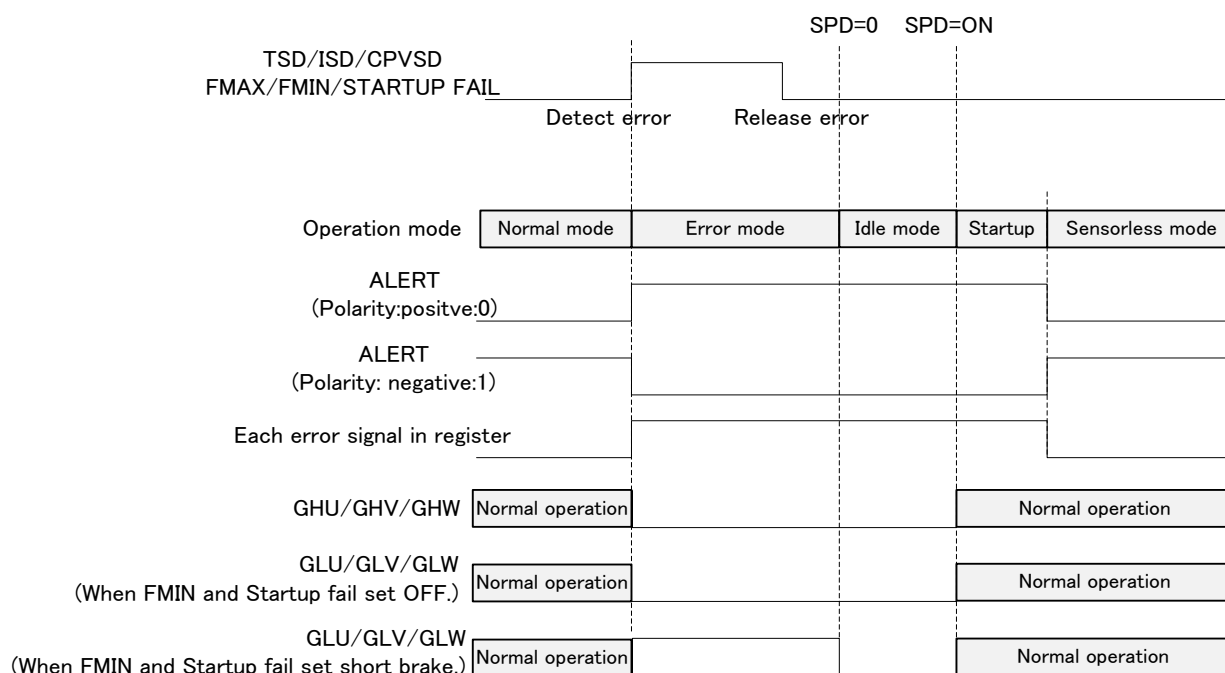 SPD=0 SPD=ON
TSD/ISD/CPVSD
FMAX/FMIN/STARTUP FAIL
Detect error Release error
Operation mode Normal mode Error mode Idle mode Startup Sensorless mode
ALERT
(Polarity:positve:0)
ALERT
(Polarity: negative:1)
Each error signal in register
GHU/GHV/GHW Normal operation Normal operation
GLU/GLV/GLW
(When FMIN and Startup fail set OFF.) Normal operation Normal operation
GLU/GLV/GLW
(When FMIN and Startup fail set short brake.) Normal operation Normal operation